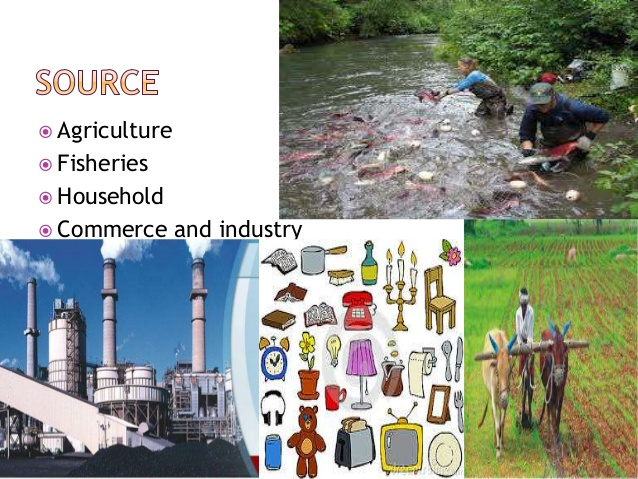 SOURCE
Agriculture
Fisheries
Household
Commerce and industry